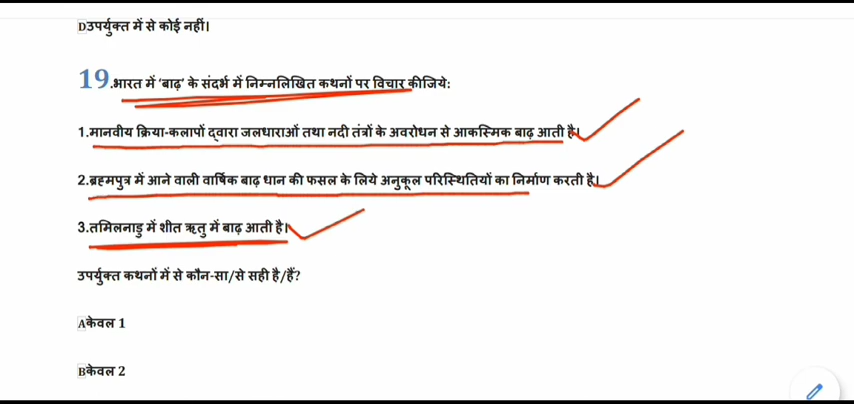 Dउपर्युक्त में से कोई नहीं।
19.भारत में ‘बाढ़’ के संदर्भ में निम्नलिखित कथनों पर विचार कीजिये:
1.मानवीय क्रिया-कलापों द्वारा जलधाराओं तथा नदी तंत्रों के अवरोधन से आकस्मिक बाढ़ आती है।
2.ब्रह्मपुत्र में आने वाली वार्षिक बाढ़ धान की फसल के लिये अनुकूल परिस्थितियों का निर्माण करती है।
3.तमिलनाडु में शीत ऋतु में बाढ़ आती है।
उपर्युक्त कथनों में से कौन-सा/से सही है/हैं?
Aकेवल 1
Bकेवल 2